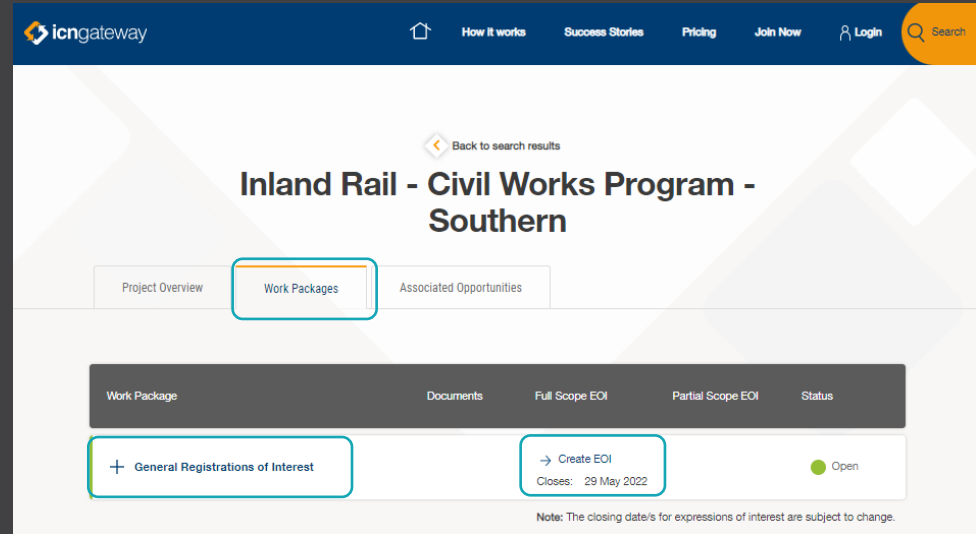 icngateway
How it works
Success Stories
Pricing
Join Now
Login
Search
Back to search results
Inland Rail - Civil Works Program -
Southern
Project Overview
Work Packages
Associated Opportunities
Work Package
Documents
Full Scope EOI
Partial Scope EOI
Status
+ General Registrations of Interest
→ Create EOI
Closes: 29 May 2022
Open
Note: The closing date/s for expressions of interest are subject to change.